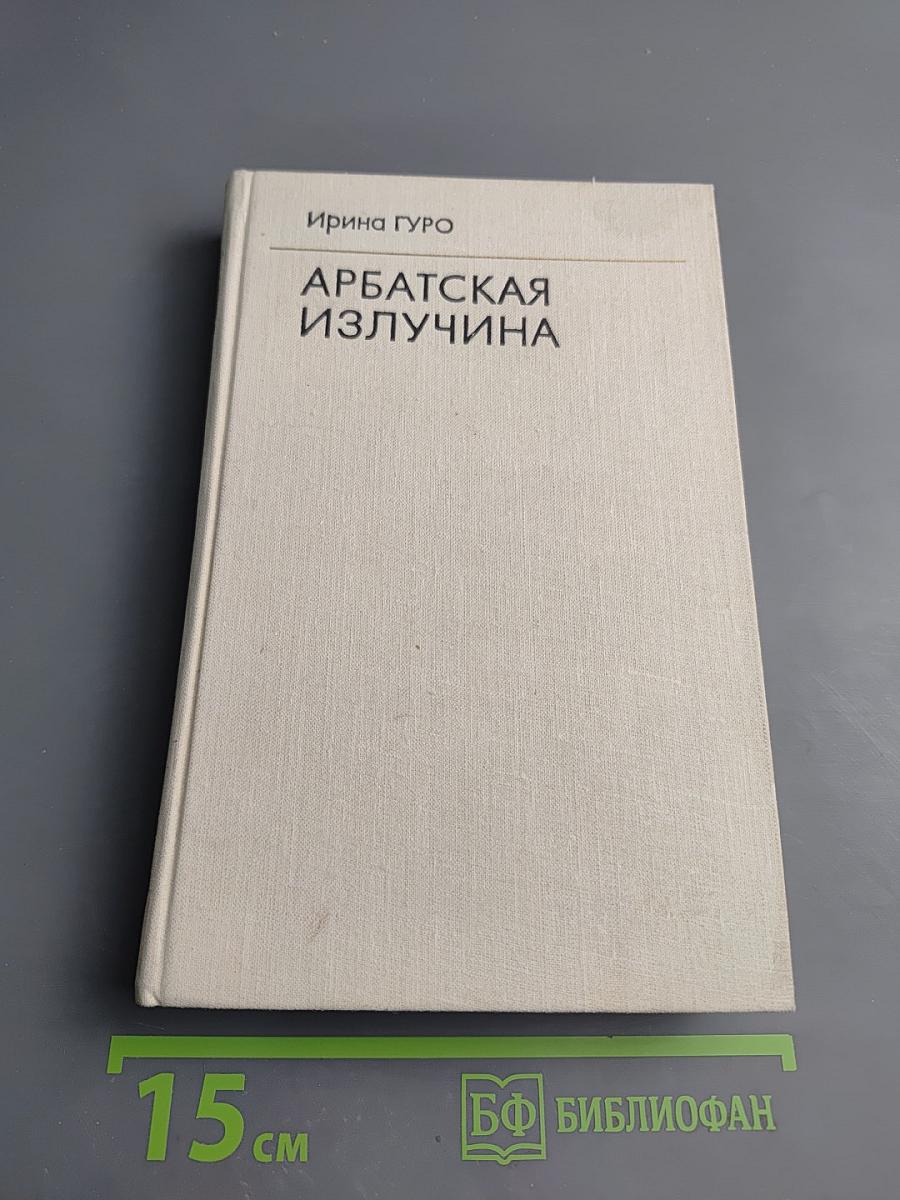 Ирина ГУРО
АРБАТСКАЯ
ИЗЛУЧИНА
15 см
БФ БИБЛИОФАН